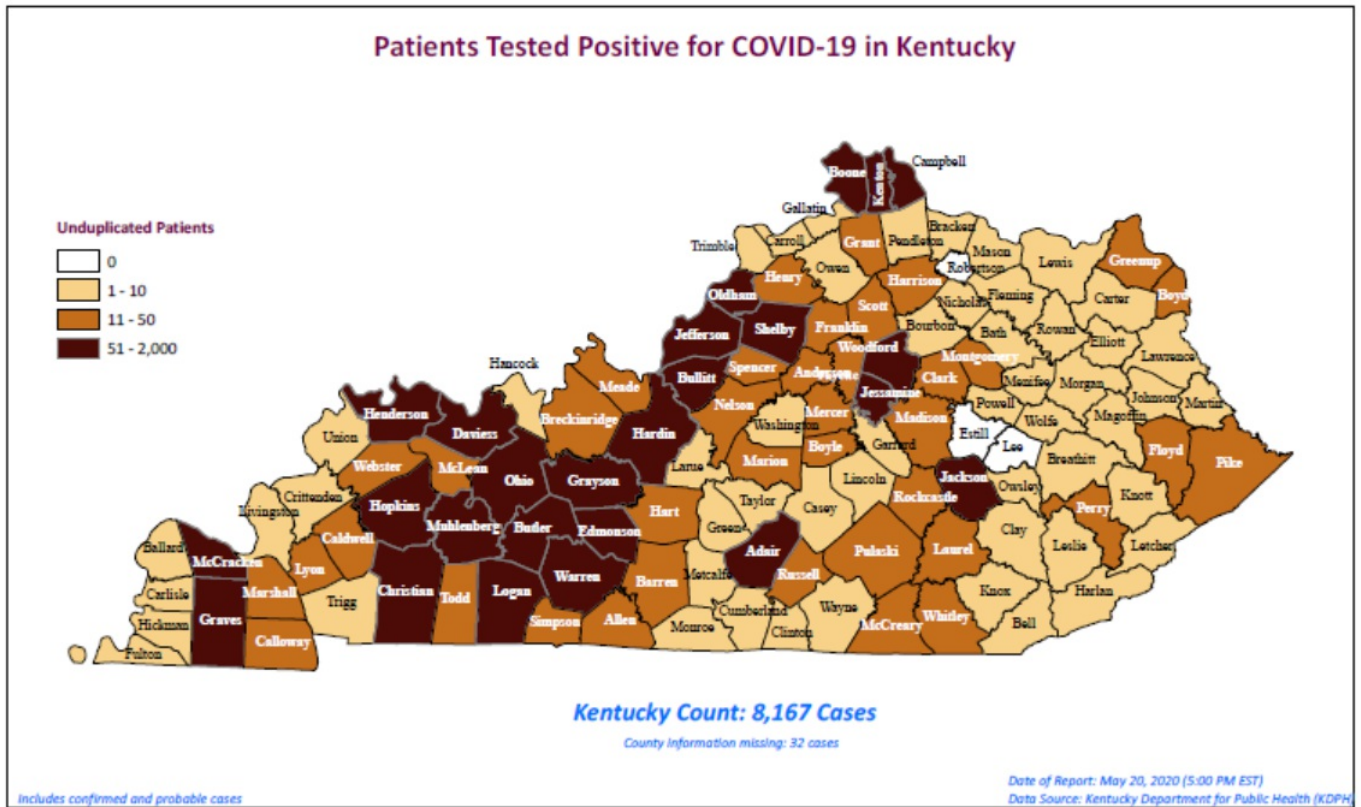 Patients Tested Positive for COVID-19 in Kentucky
Unduplicated Patients
0
1 - 10
11 - 50
51 - 2,000
Boone
Kenton
Campbell
Gallatin
Trimble
Carroll
Grant
Pendleton
Bracken
Mason
Lewis
Greenup
Boyd
Henry
Owen
Harrison
Robertson
Fleming
Carter
Oldham
Scott
Nicholas
Rowan
Elliott
Lawrence
Jefferson
Shelby
Franklin
Bourbon
Bath
Woodford
Montgomery
Bullitt
Spencer
Anderson
Jessamine
Clark
Menifee
Morgan
Johnson
Martin
Hancock
Meade
Breckinridge
Nelson
Mercer
Madison
Powell
Wolfe
Magoffin
Henderson
Daviess
Hardin
Washington
Boyle
Garrard
Estill
Lee
Breathitt
Floyd
Pike
Union
Webster
McLean
Ohio
Grayson
Larue
Marion
Lincoln
Rockcastle
Jackson
Owsley
Perry
Knott
Crittenden
Livingston
Hopkins
Muhlenberg
Butler
Edmonson
Hart
Green
Taylor
Casey
Clay
Leslie
Letcher
Ballard
McCracken
Lyon
Caldwell
Warren
Barren
Metcalfe
Adair
Russell
Pulaski
Laurel
Carlisle
Marshall
Trigg
Christian
Todd
Logan
Simpson
Allen
Cumberland
Wayne
Knox
Harlan
Hickman
Graves
Calloway
Monroe
Clinton
McCreary
Whitley
Bell
Fulton
Kentucky Count: 8,167 Cases
County information missing: 32 cases
Includes confirmed and probable cases
Date of Report: May 20, 2020 (5:00 PM EST)
Data Source: Kentucky Department for Public Health (KDPH)